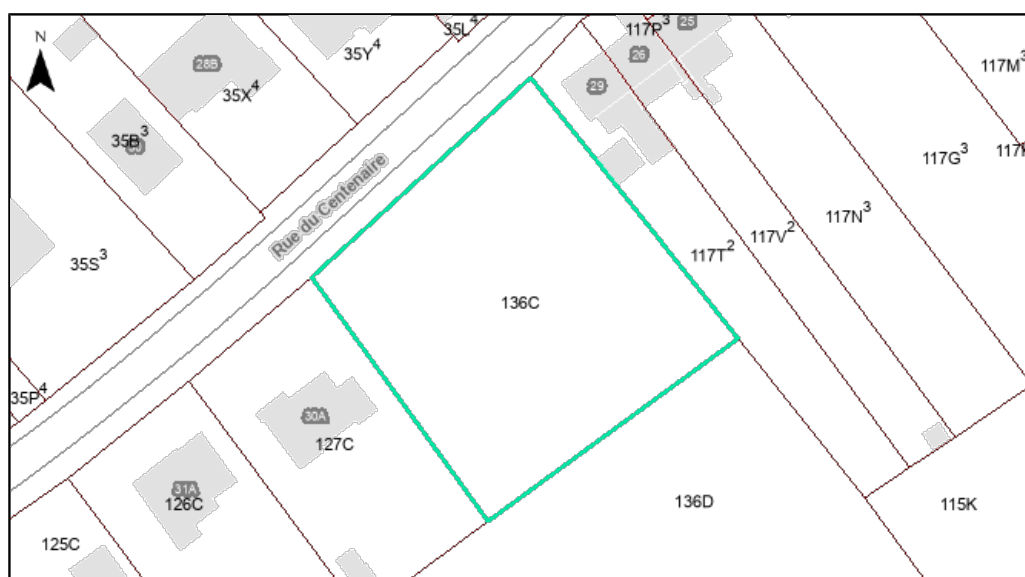 35L⁴
117P³
25
N
35Y⁴
26
117M³
28B
29
35X⁴
35B³
117G³
Rue du Centenaire
117N³
117V²
117T²
35S³
136C
35P⁴
30A
127C
31A
126C
136D
115K
125C